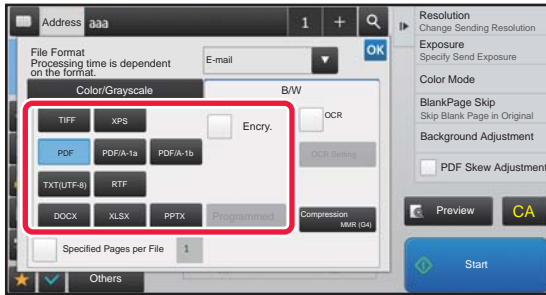 Address aaa 1 +
File Format
Processing time is dependent
on the format.
E-mail
OK
Color/Grayscale
B/W
TIFF XPS
Encry.
OCR
PDF PDF/A-1a PDF/A-1b
OCR Setting
TXT(UTF-8) RTF
DOCX XLSX PPTX
Programmed
Compression
MMR (G4)
Specified Pages per File 1
Others
Resolution
Change Sending Resolution
Exposure
Specify Send Exposure
Color Mode
BlankPage Skip
Skip Blank Page in Original
Background Adjustment
PDF Skew Adjustment
Preview
CA
Start